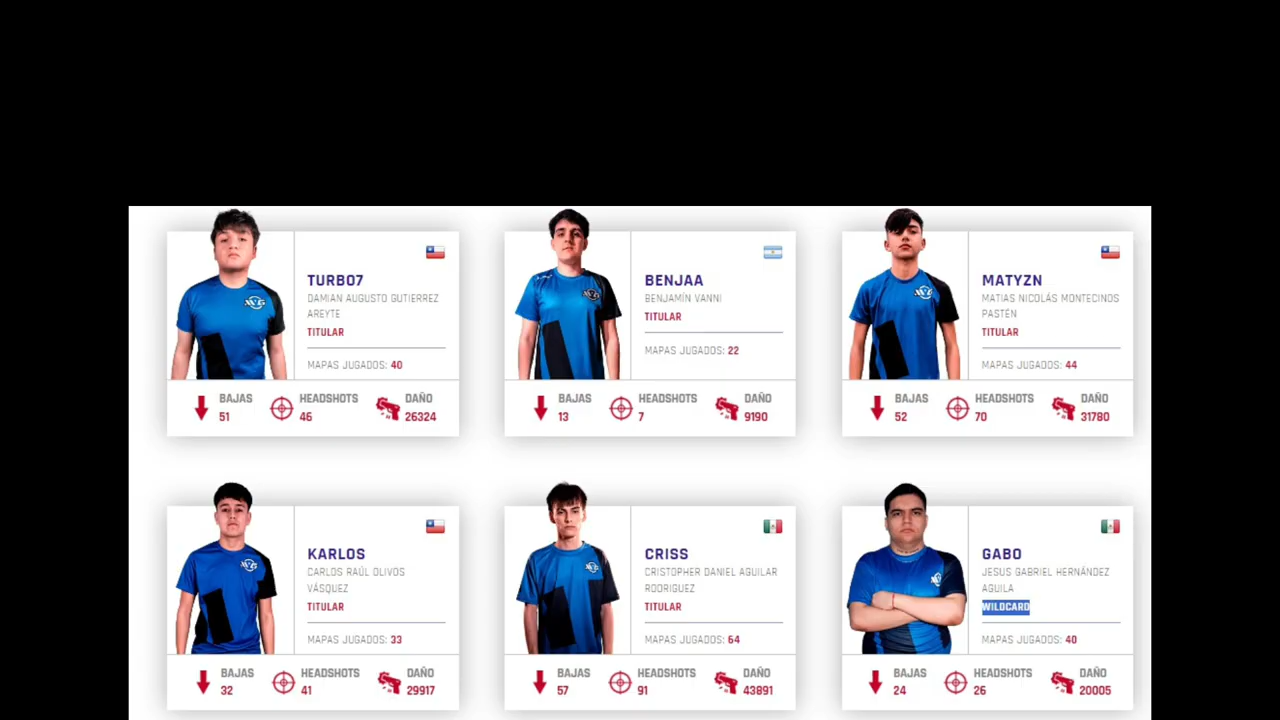 TURBO7
DAMIAN AUGUSTO GUTIERREZ
AREYTE
TITULAR
MAPAS JUGADOS: 40
BAJAS
51
HEADSHOTS
46
DAÑO
26324
BENJAA
BENJAMÍN VANNI
TITULAR
MAPAS JUGADOS: 22
BAJAS
13
HEADSHOTS
7
DAÑO
9190
MATYZN
MATIAS NICOLÁS MONTECINOS
PASTÉN
TITULAR
MAPAS JUGADOS: 44
BAJAS
52
HEADSHOTS
70
DAÑO
31780
KARLOS
CARLOS RAÚL OLIVOS
VÁSQUEZ
TITULAR
MAPAS JUGADOS: 33
BAJAS
32
HEADSHOTS
41
DAÑO
29917
CRISS
CRISTOPHER DANIEL AGUILAR
RODRIGUEZ
TITULAR
MAPAS JUGADOS: 64
BAJAS
57
HEADSHOTS
91
DAÑO
43891
GABO
JESUS GABRIEL HERNÁNDEZ
AGUILA
WILDCARD
MAPAS JUGADOS: 40
BAJAS
24
HEADSHOTS
26
DAÑO
20005